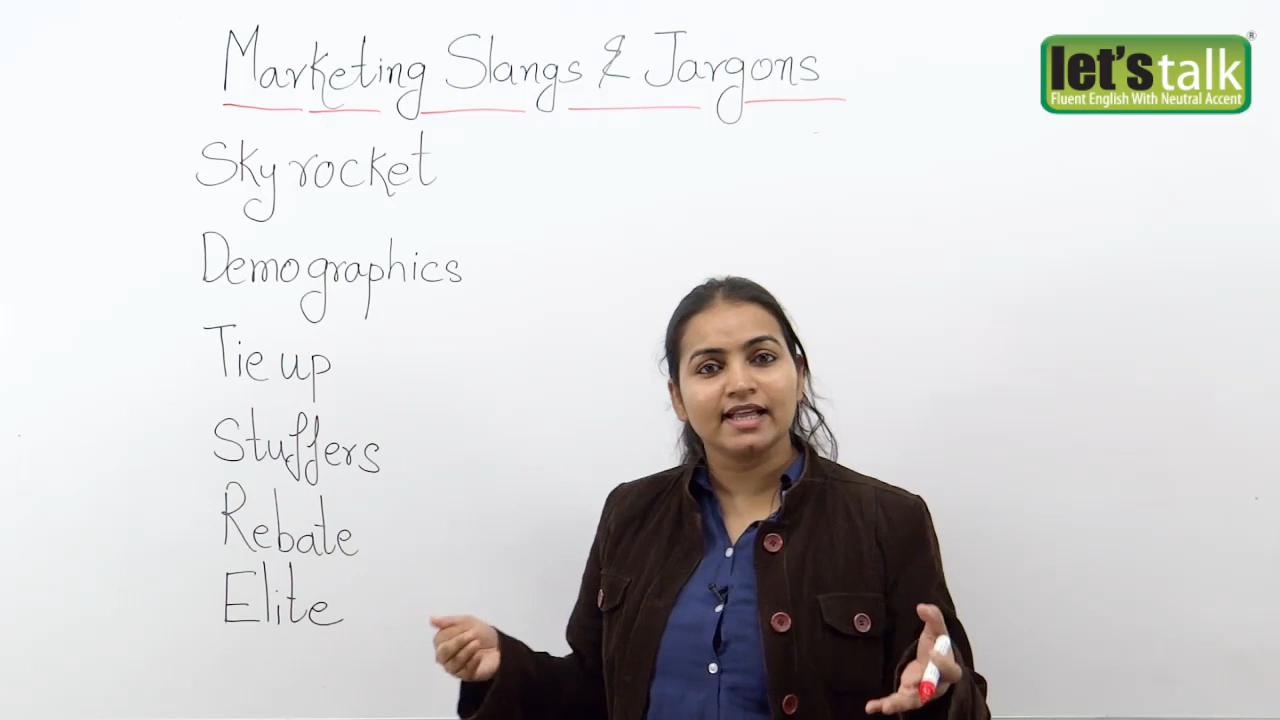 Marketing Slangs & Jargons
let's talk ®
Fluent English With Neutral Accent
Sky rocket
Demographics
Tie up
Stuffers
Rebate
Elite